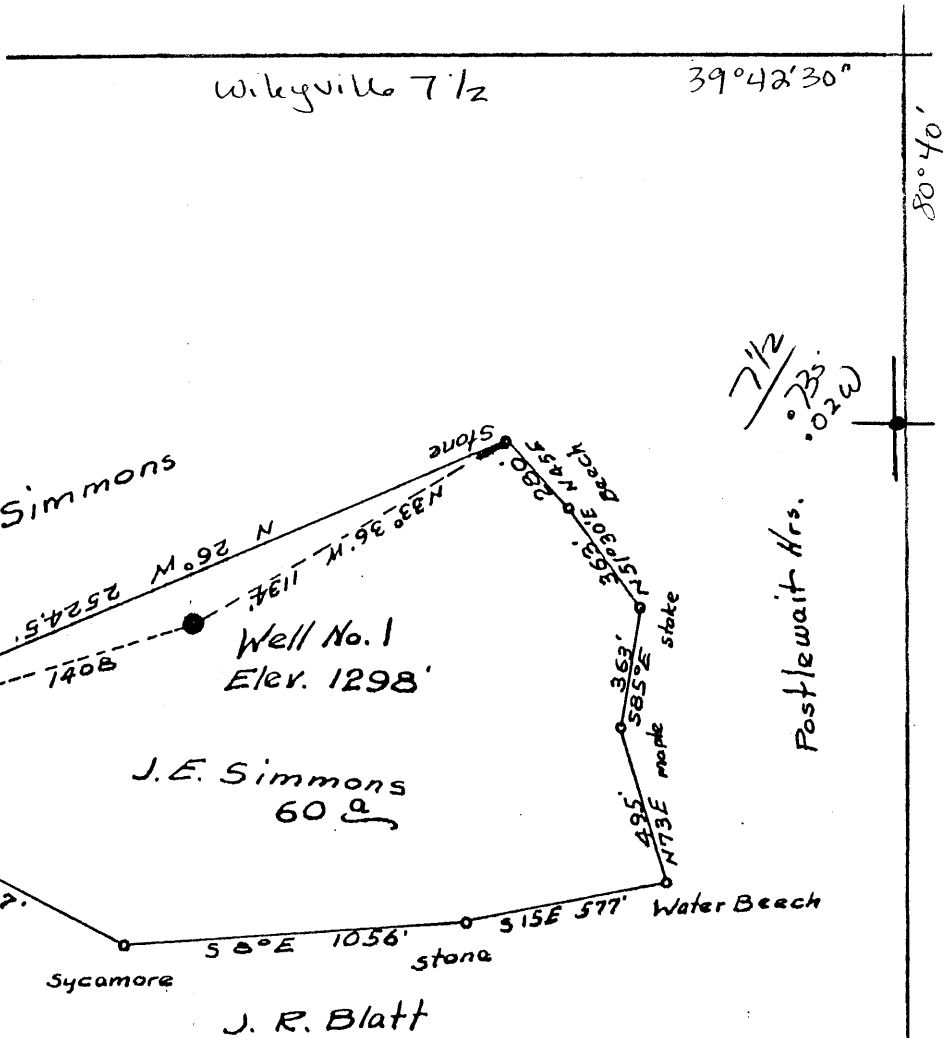 Wileyville 7 1/2
39°42'30"
80°40'
7 1/2
.735
.02W
Simmons
Stone
N45E
280'
Beech
N51°30'E
363'
stake
N 26°W 2524.5'
N33°36'W 1134'
1408
Well No. 1
Elev. 1298'
363'
S85°E
maple
495'
N73E
Postlewait Hrs.
J.E. Simmons
60 a
7.
S 8°E 1056'
S15E 577'
Water Beech
Sycamore
stone
J. R. Blatt